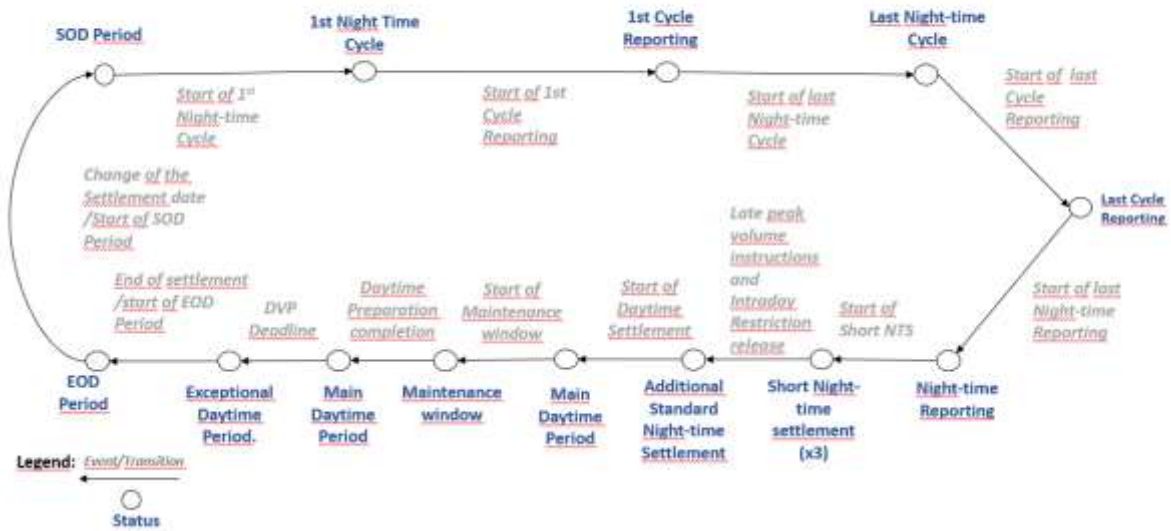 SOD Period
1st Night Time
Cycle
1st Cycle
Reporting
Last Night-time
Cycle
Start of 1st
Night-time
Cycle
Start of 1st
Cycle
Reporting
Start of last
Night-time
Cycle
Start of last
Cycle
Reporting
Change of the
Settlement date
/Start of SOD
Period
Last Cycle
Reporting
End of settlement
/start of EOD
Period
DVP
Deadline
Daytime
Preparation
completion
Start of
Maintenance
window
Start of
Daytime
Settlement
Late peak
volume
instructions
and
Intraday
Restriction
release
Start of
Short NTS
Start of last
Night-time
Reporting
EOD
Period
Exceptional
Daytime
Period.
Main
Daytime
Period
Maintenance
window
Main
Daytime
Period
Additional
Standard
Night-time
Settlement
Short Night-
time
settlement
(x3)
Night-time
Reporting
Legend: Event/Transition
Status